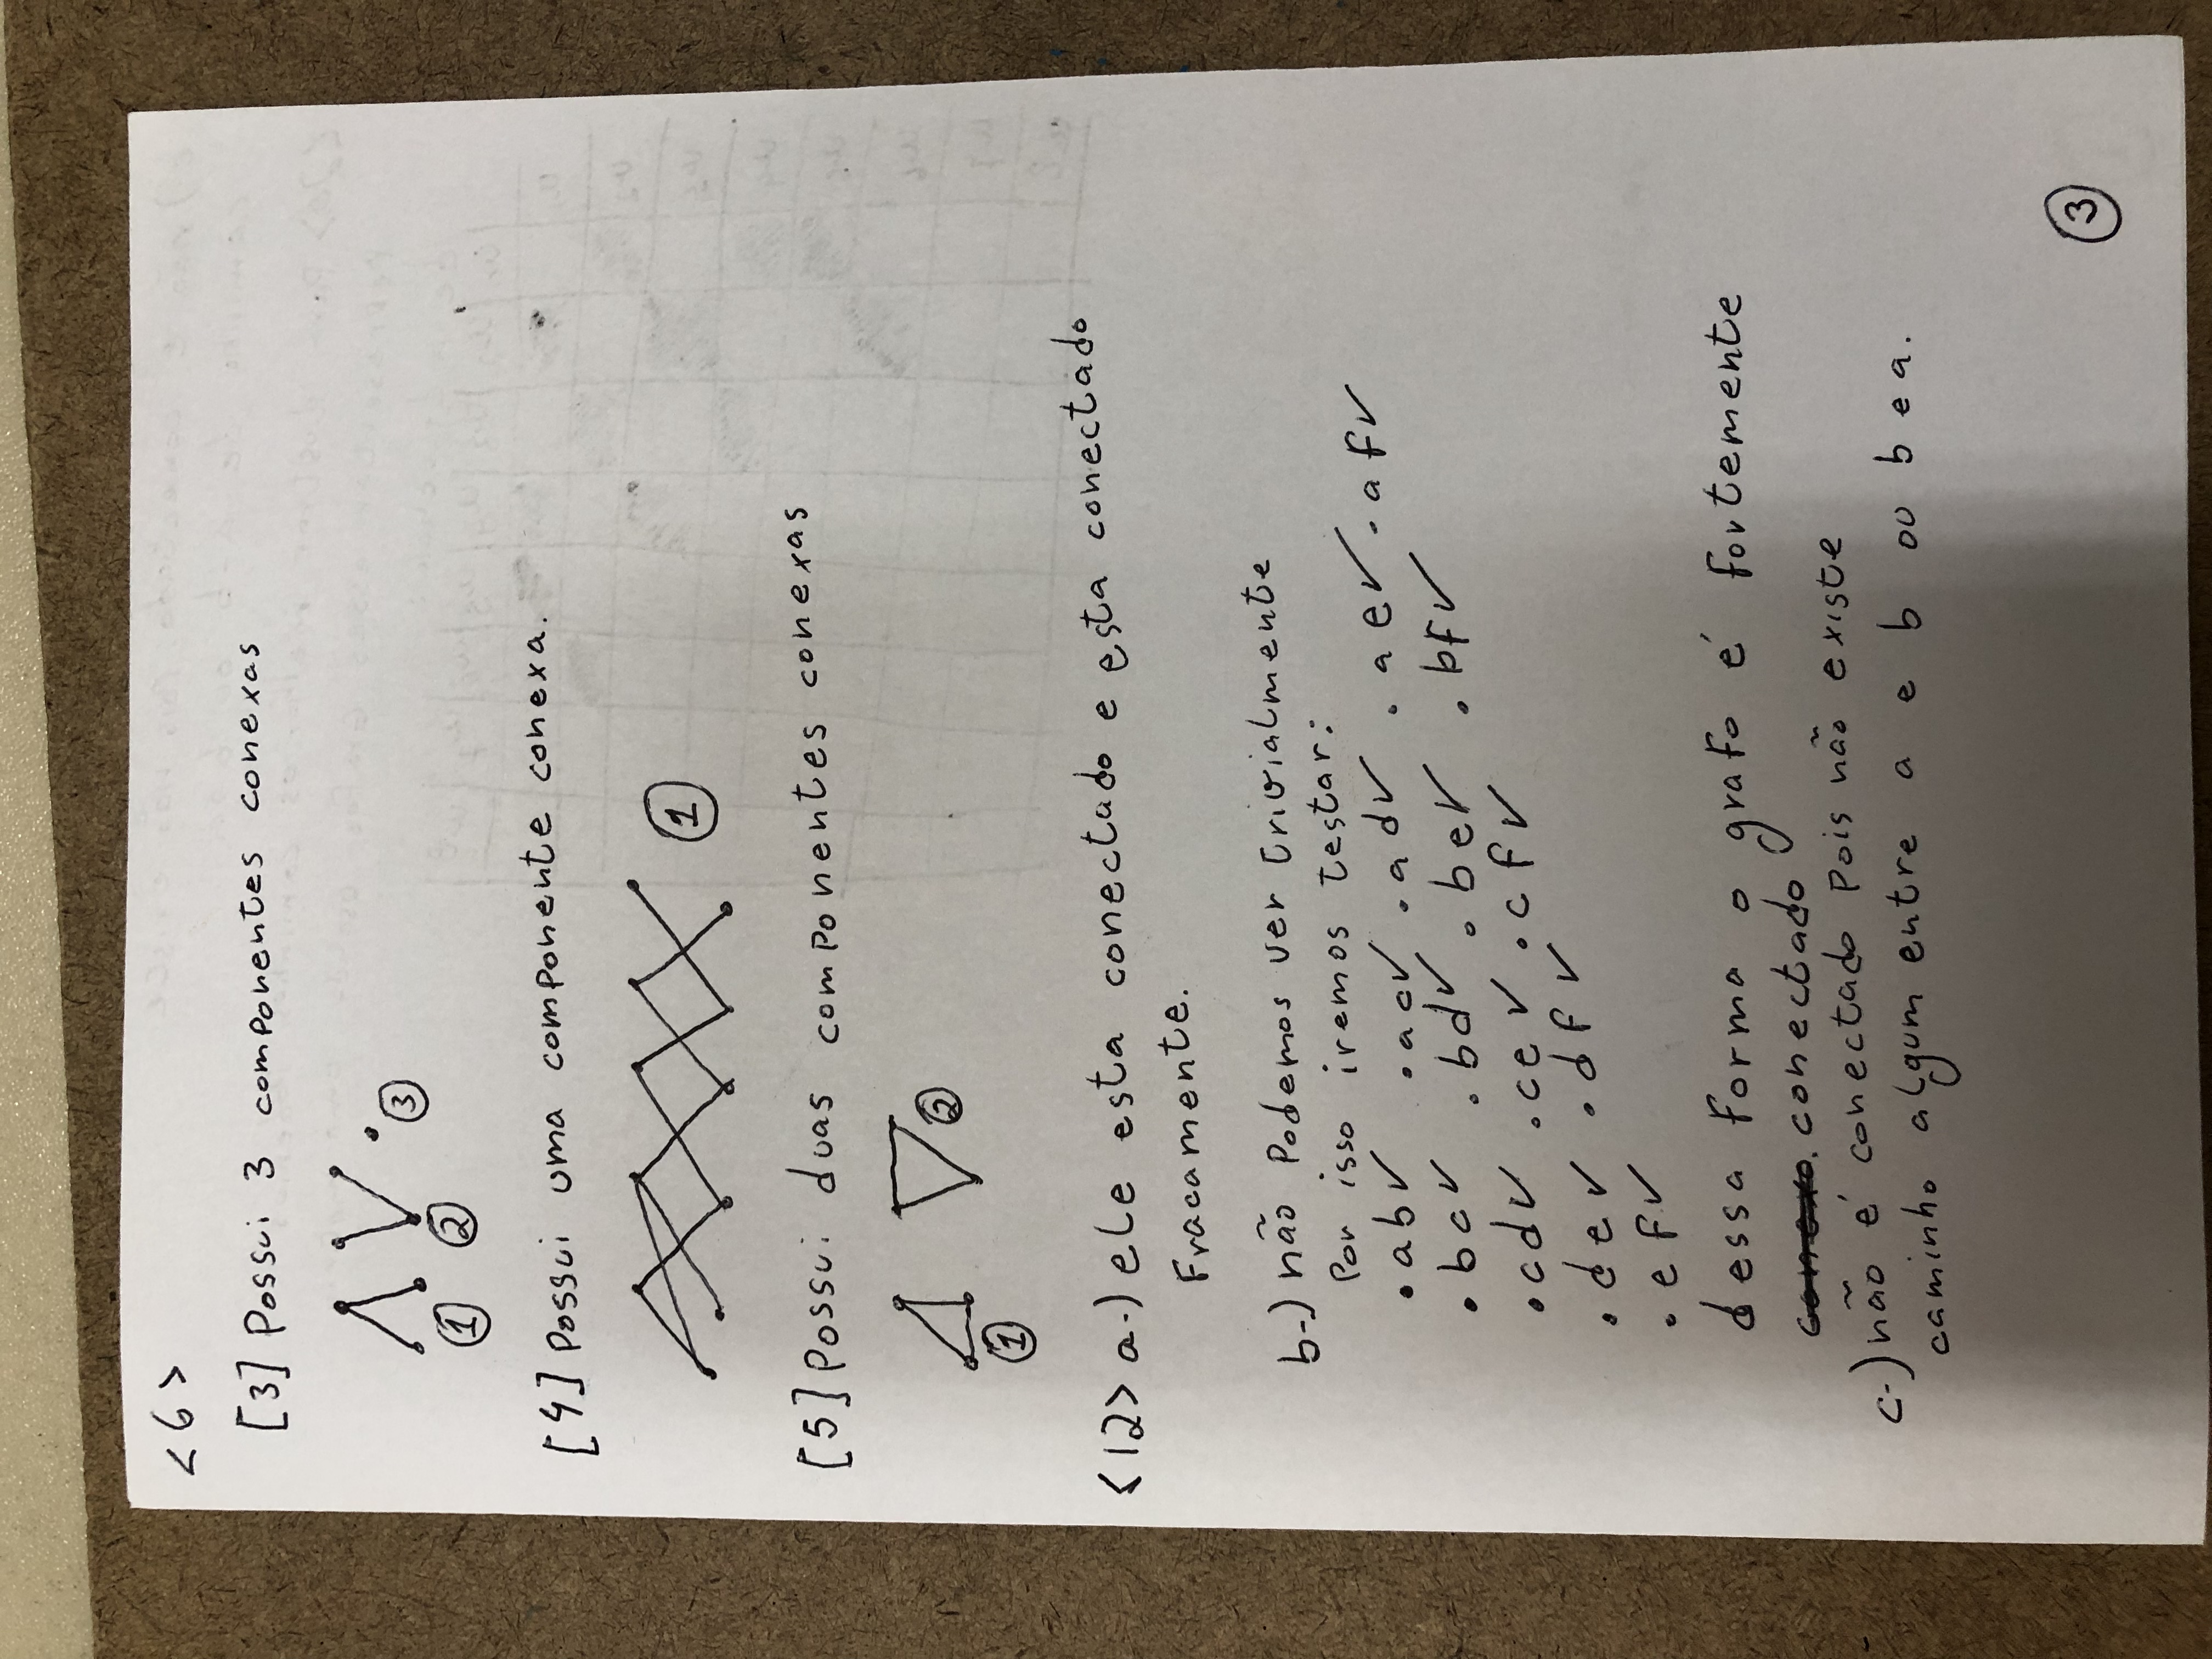 <6>
[3] Possui 3 componentes conexas
1 2 3
[4] Possui uma componente conexa.
1
[5] Possui duas componentes conexas
1 2
<12> a-) ele esta conectado e esta conectado
Fracamente.
b-) não Podemos ver trivialmente
Por isso iremos testar:
• ab✓ • ac✓ • ad✓ • ae✓ • af✓
• bc✓ • bd✓ • be✓ • bf✓
• cd✓ • ce✓ • cf✓
• de✓ • df✓
• ef✓
dessa forma o grafo é fortemente
conexo. conectado
c-) não é conectado Pois não existe
caminho algum entre a e b ou b e a.
3